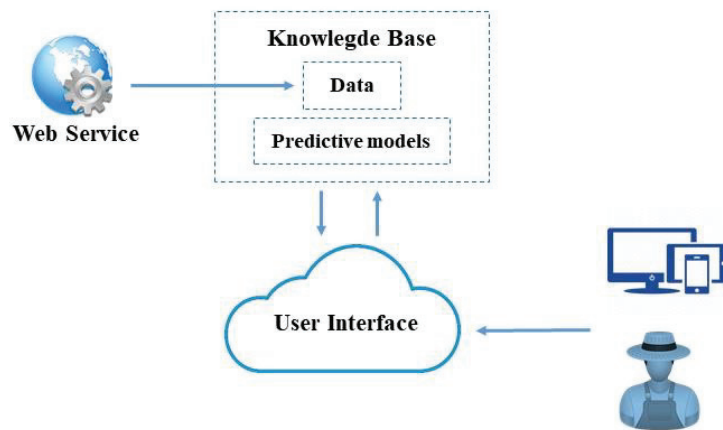 Knowlegde Base
Data
Web Service
Predictive models
User Interface